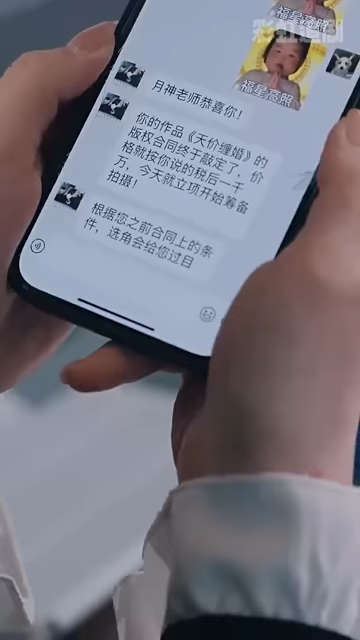 福星高照
福星高照
月神老师恭喜你！
你的作品《天价缠婚》的
版权合同终于敲定了，价
格就按你说的税后一千
万，今天就立项开始筹备
拍摄！
根据您之前合同上的条
件，选角会给您过目